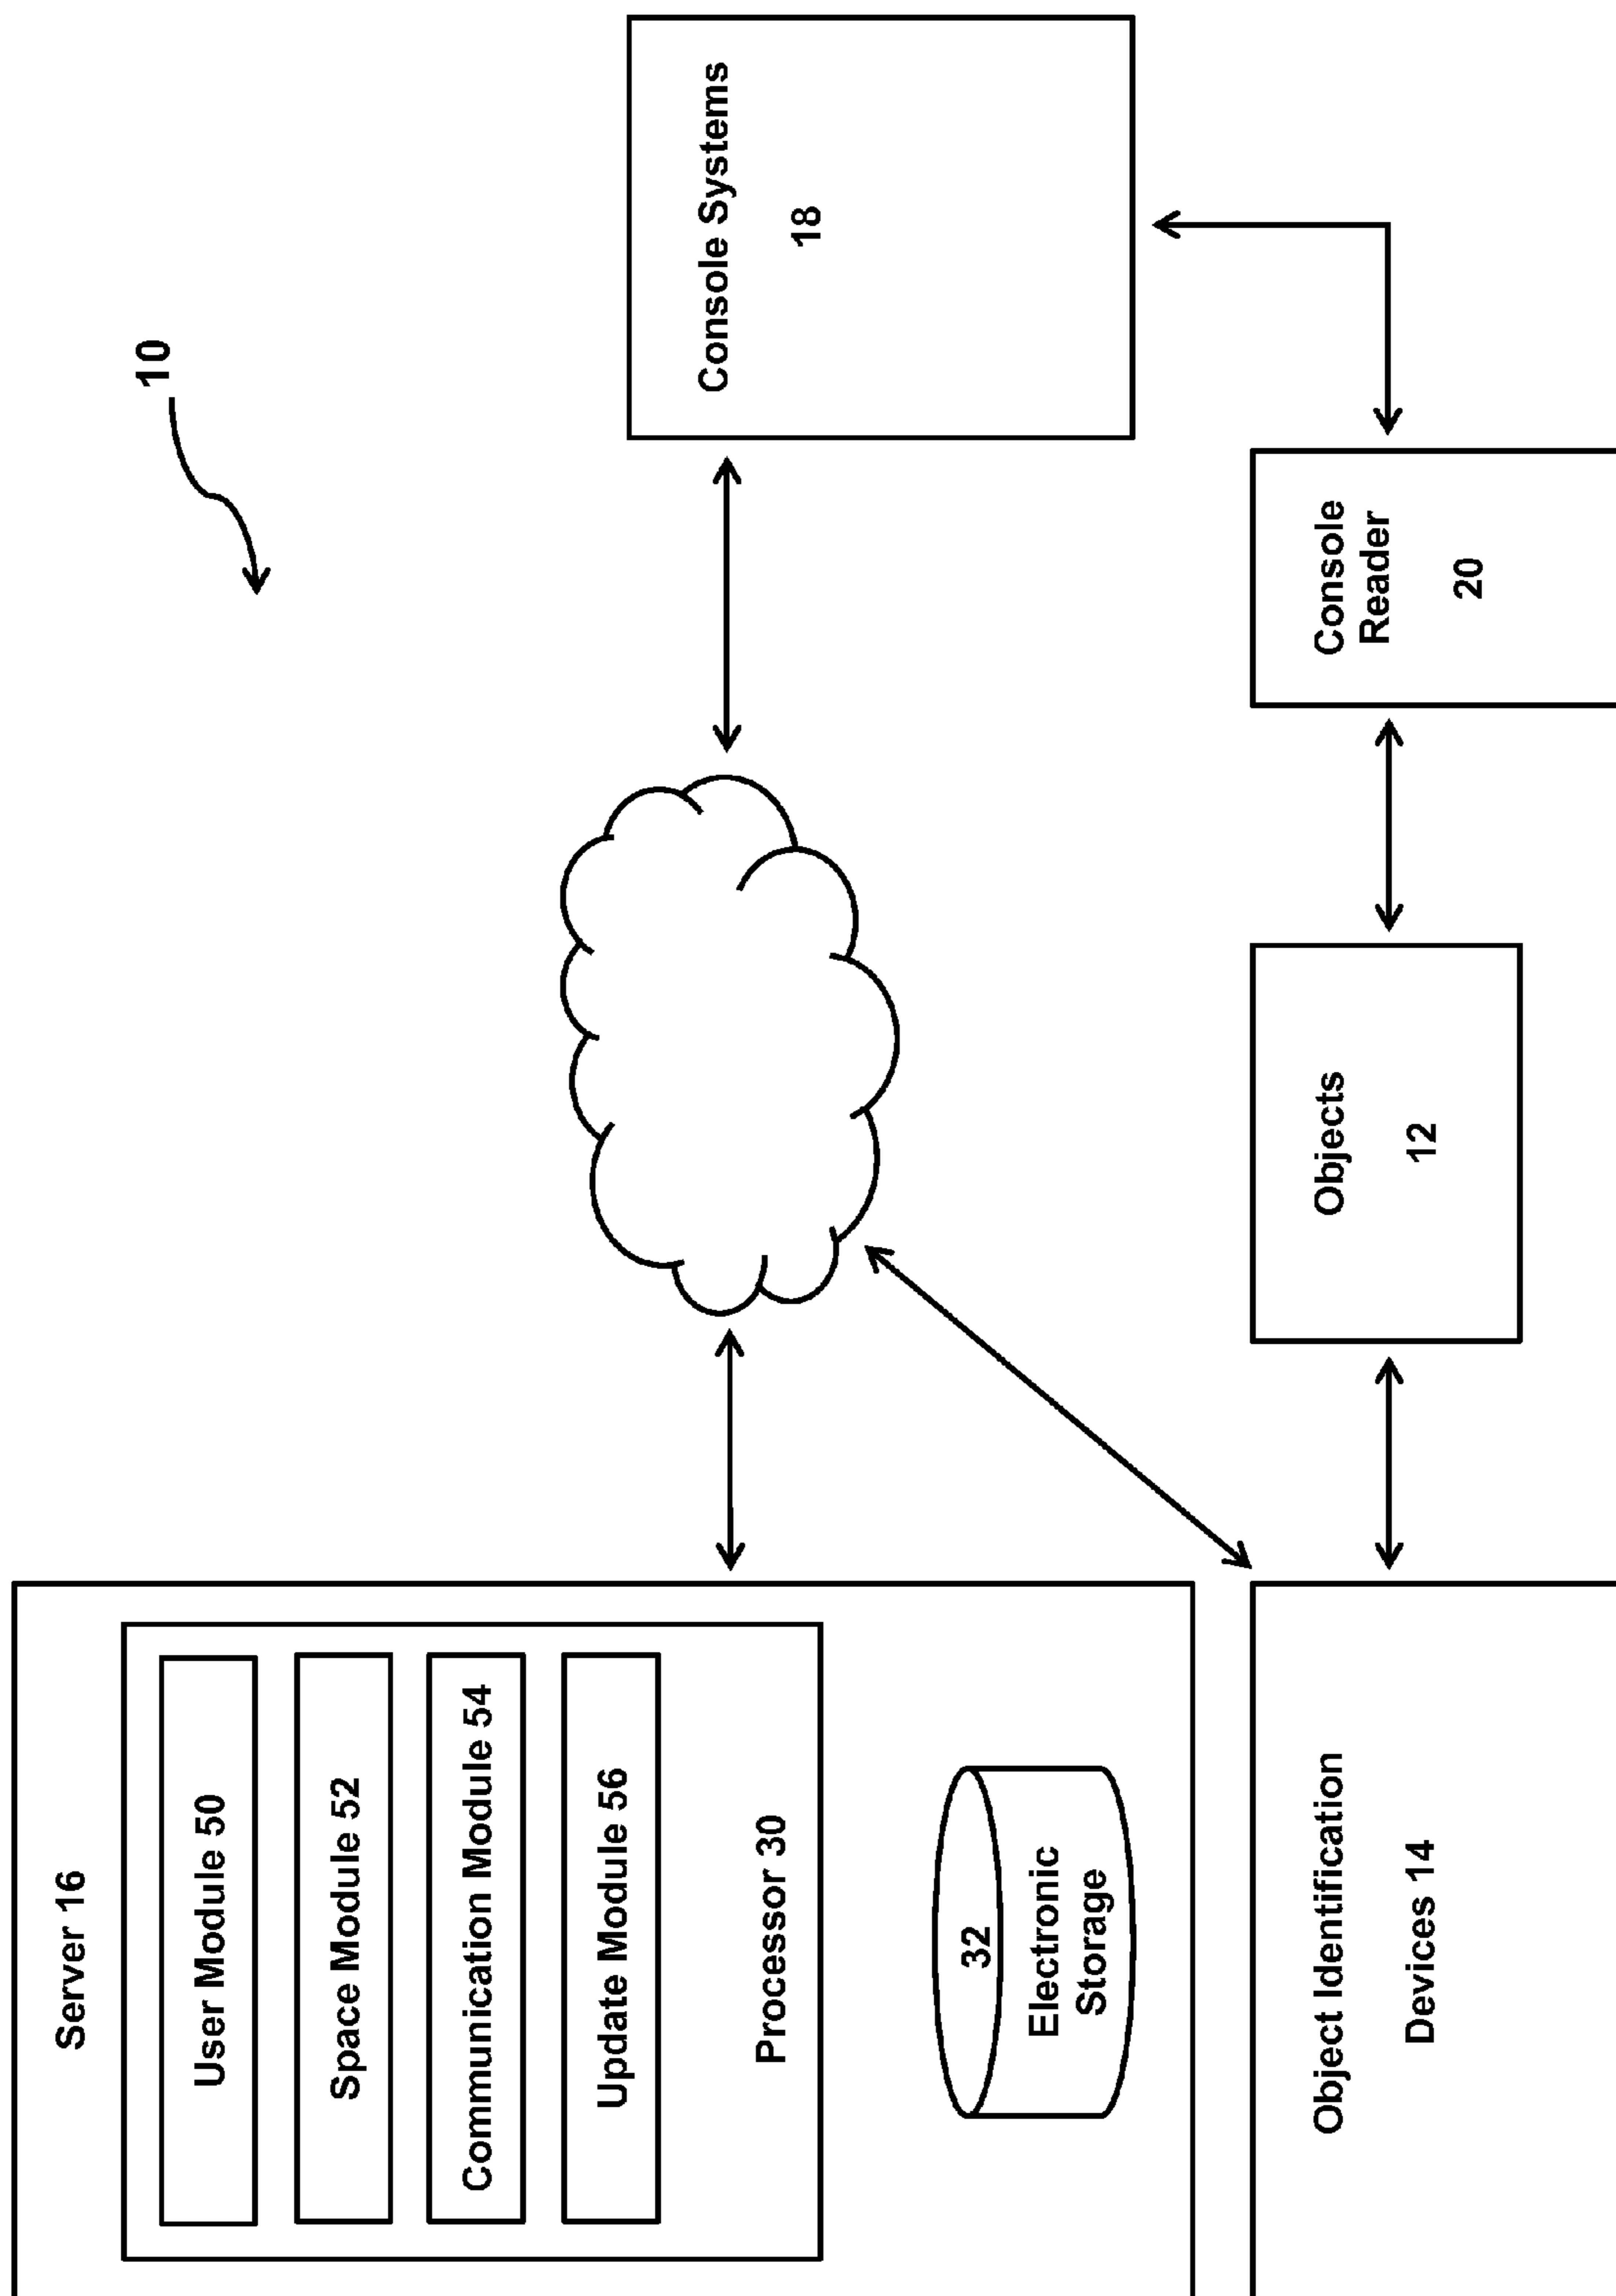 10
Server 16
User Module 50
Space Module 52
Communication Module 54
Update Module 56
Processor 30
32
Electronic
Storage
Console Systems
18
Object Identification
Devices 14
Objects
12
Console
Reader
20